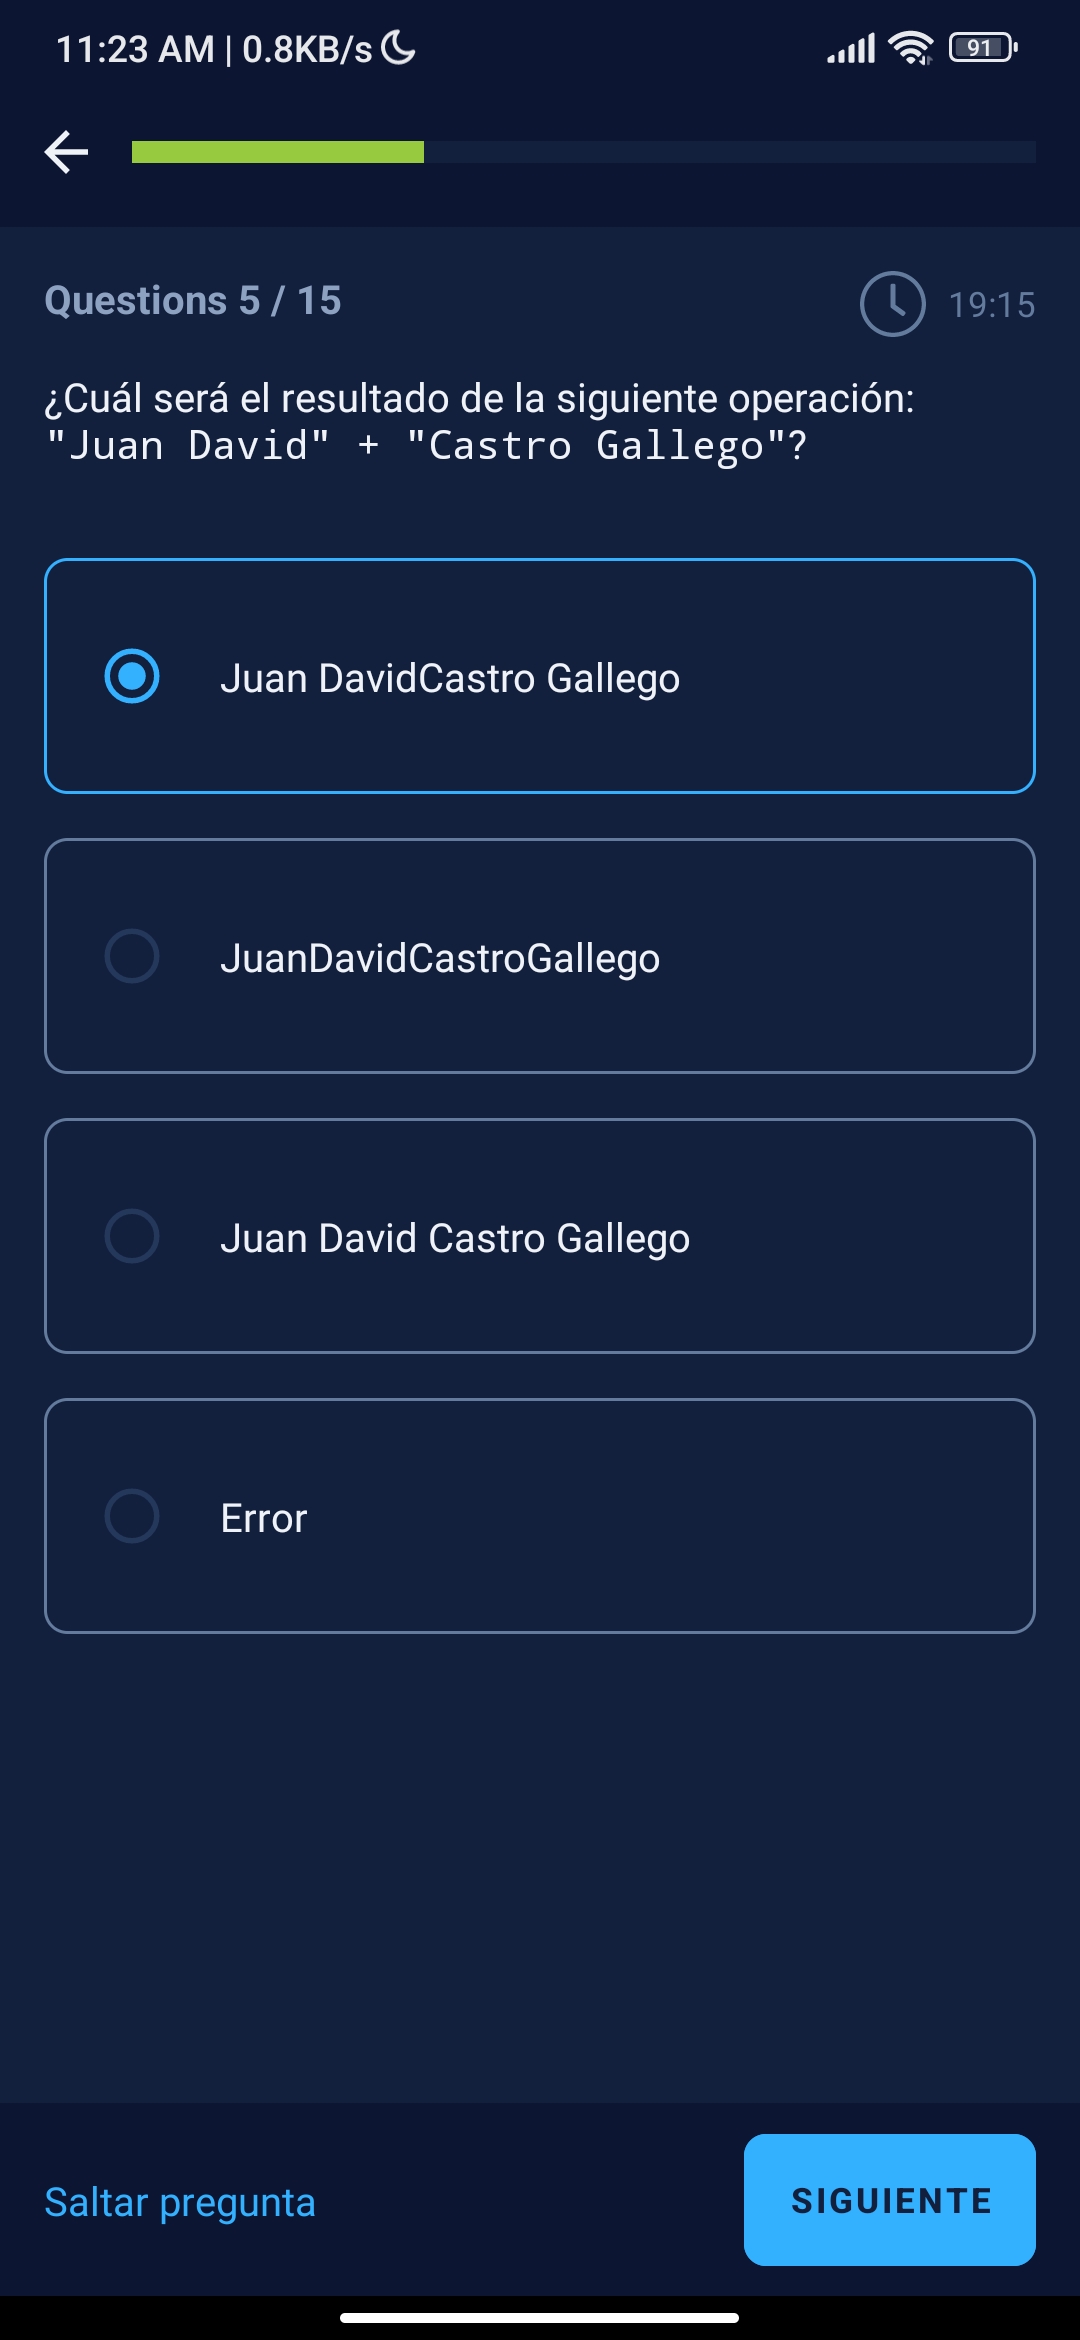 11:23 AM | 0.8KB/s
91
Questions 5 / 15
19:15
¿Cuál será el resultado de la siguiente operación:
"Juan David" + "Castro Gallego"?
Juan DavidCastro Gallego
JuanDavidCastroGallego
Juan David Castro Gallego
Error
Saltar pregunta
SIGUIENTE